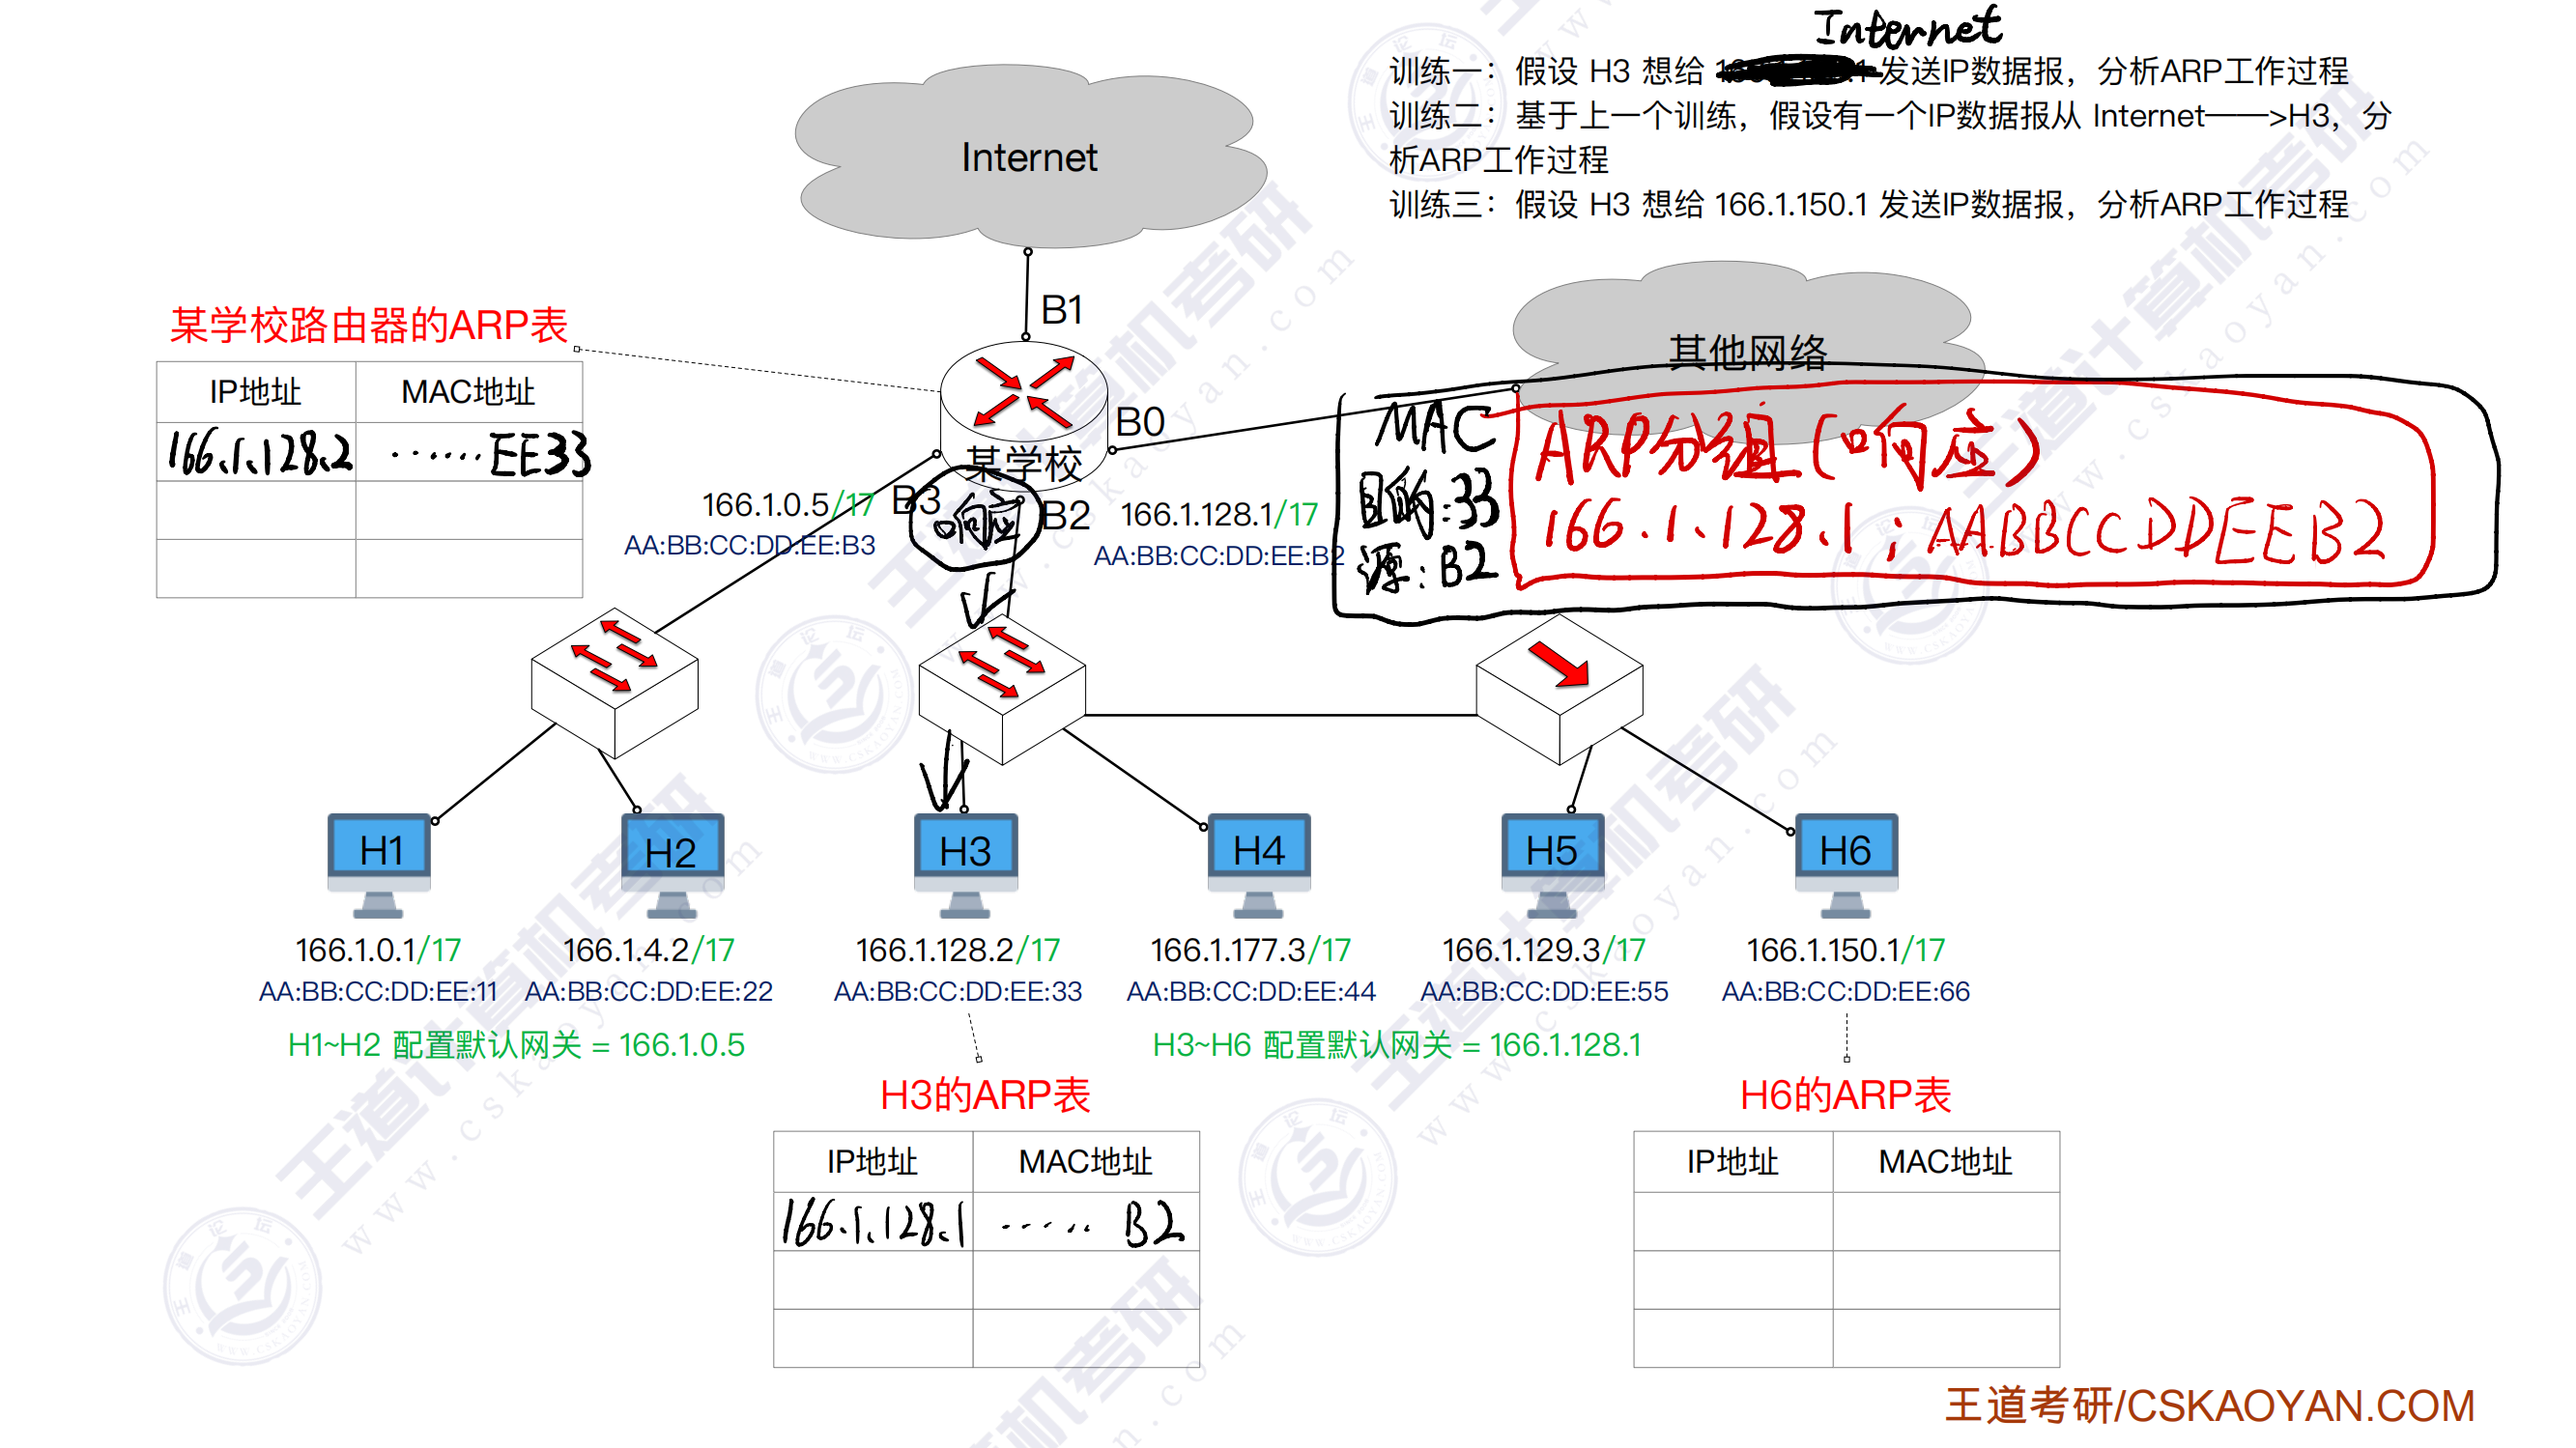 Internet
训练一：假设 H3 想给 发送IP数据报，分析ARP工作过程
训练二：基于上一个训练，假设有一个IP数据报从 Internet——>H3，分
析ARP工作过程
训练三：假设 H3 想给 166.1.150.1 发送IP数据报，分析ARP工作过程
Internet
B1
其他网络
某学校路由器的ARP表
IP地址 MAC地址
166.1.128.2 ······EE33
B0
某学校
B3
B2
响应
166.1.0.5/17
AA:BB:CC:DD:EE:B3
166.1.128.1/17
AA:BB:CC:DD:EE:B2
MAC
目的:33
源:B2
ARP分组(响应)
166.1.128.1; AABBCCDDEEB2
H1
H2
H3
H4
H5
H6
166.1.0.1/17
166.1.4.2/17
166.1.128.2/17
166.1.177.3/17
166.1.129.3/17
166.1.150.1/17
AA:BB:CC:DD:EE:11
AA:BB:CC:DD:EE:22
AA:BB:CC:DD:EE:33
AA:BB:CC:DD:EE:44
AA:BB:CC:DD:EE:55
AA:BB:CC:DD:EE:66
H1~H2 配置默认网关 = 166.1.0.5
H3~H6 配置默认网关 = 166.1.128.1
H3的ARP表
IP地址 MAC地址
166.1.128.1 ······ B2
H6的ARP表
IP地址 MAC地址
王道考研/CSKAOYAN.COM
王道计算机考研
www.cskaoyan.com